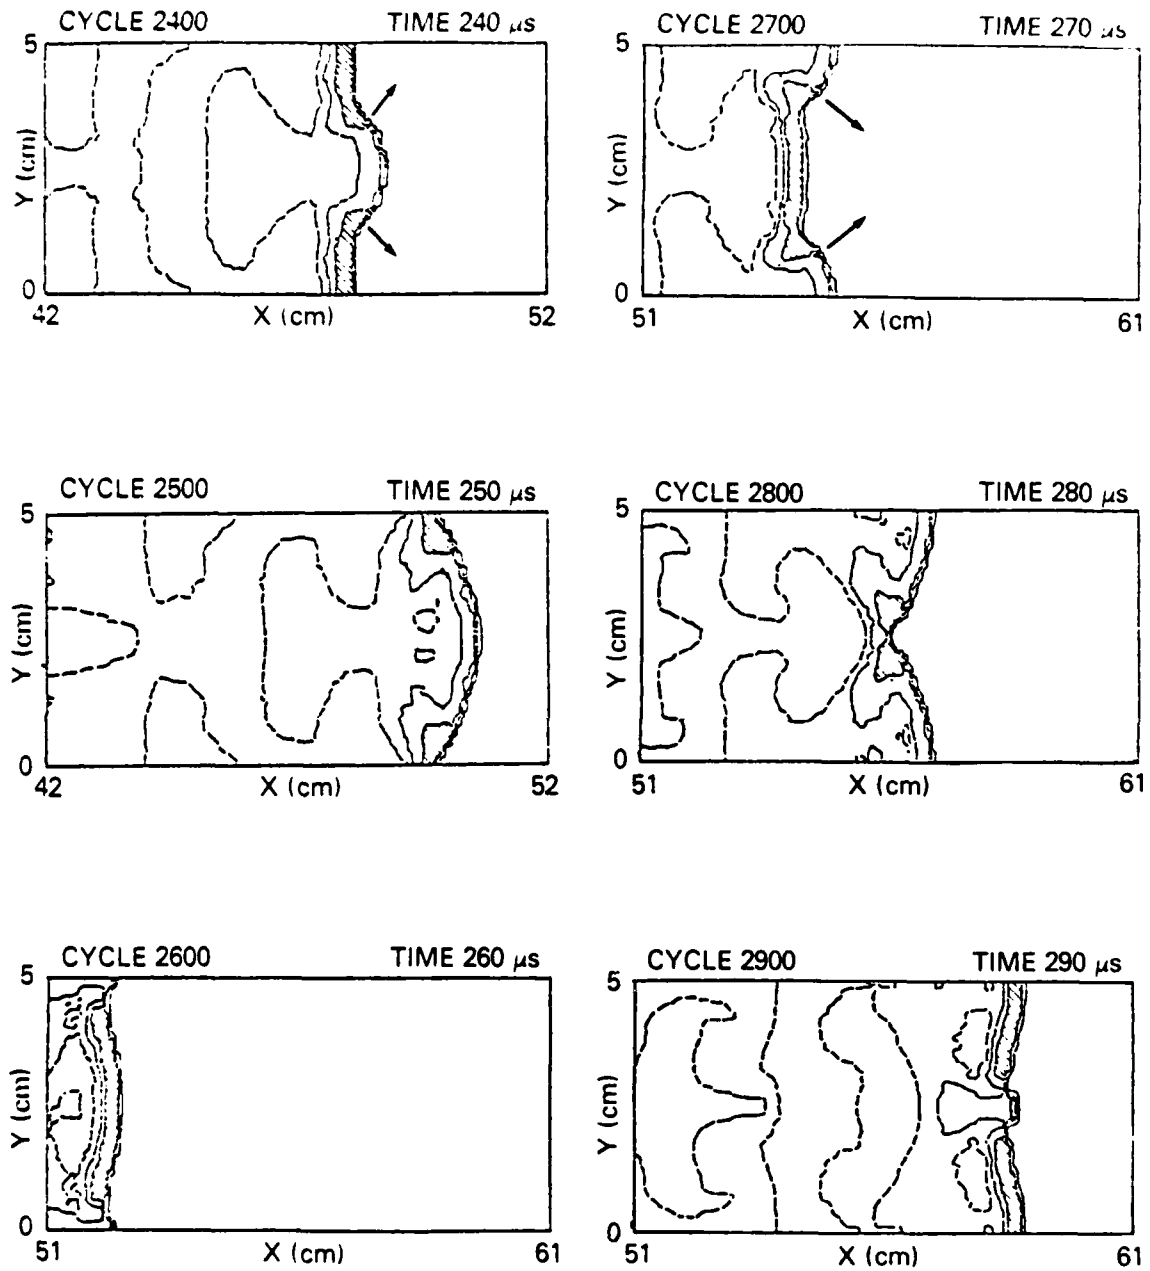 CYCLE 2400 TIME 240 μs
5
Y (cm)
0
42 X (cm) 52
CYCLE 2700 TIME 270 μs
5
Y (cm)
0
51 X (cm) 61
CYCLE 2500 TIME 250 μs
5
Y (cm)
0
42 X (cm) 52
CYCLE 2800 TIME 280 μs
5
Y (cm)
0
51 X (cm) 61
CYCLE 2600 TIME 260 μs
5
Y (cm)
0
51 X (cm) 61
CYCLE 2900 TIME 290 μs
5
Y (cm)
0
51 X (cm) 61